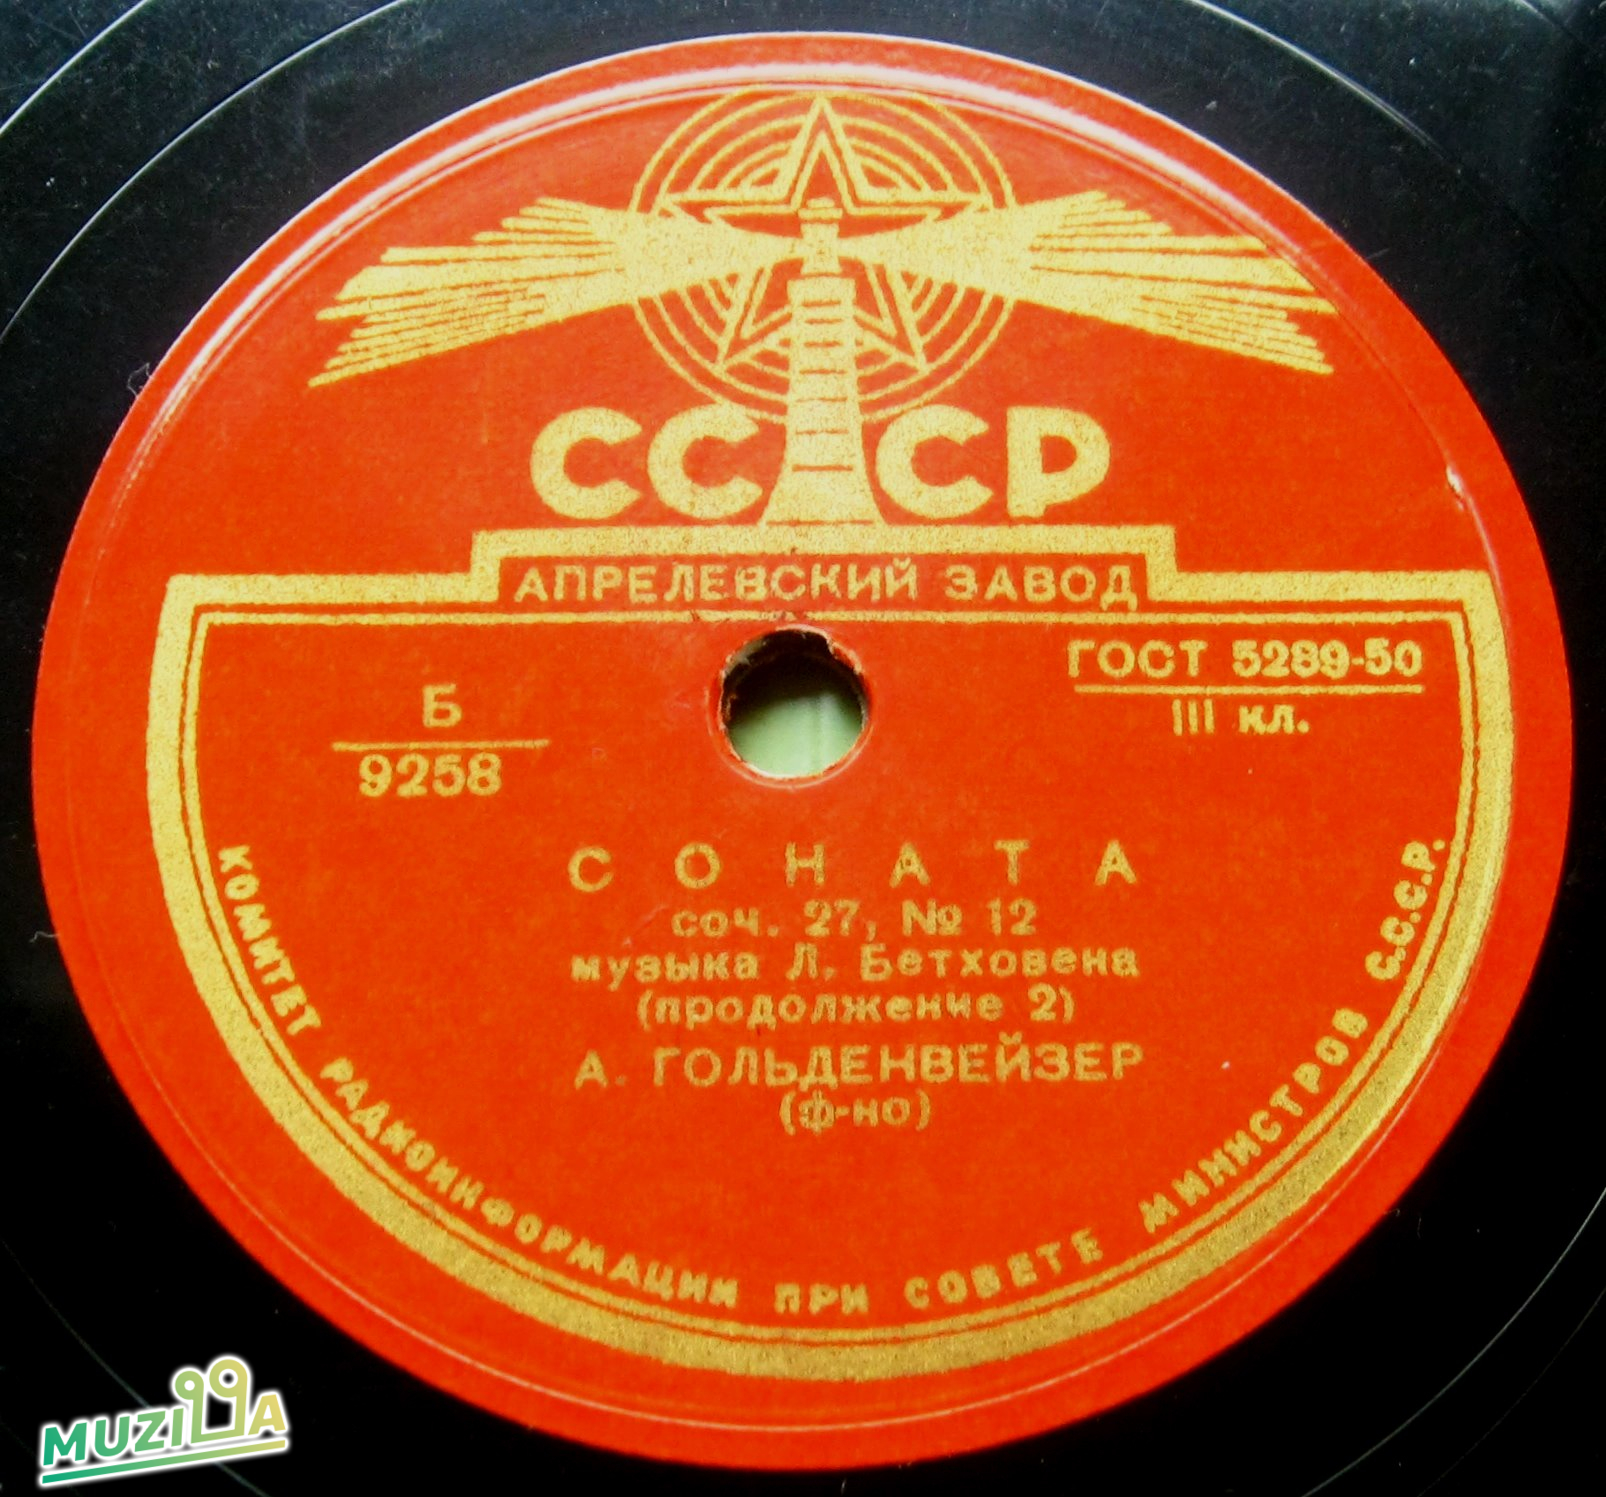 СССР
АПРЕЛЕВСКИЙ ЗАВОД
ГОСТ 5289-50
III кл.
Б
9258
СОНАТА
соч. 27, № 12
музыка Л. Бетховена
(продолжение 2)
А. ГОЛЬДЕНВЕЙЗЕР
(ф-но)
КОМИТЕТ РАДИОИНФОРМАЦИИ ПРИ СОВЕТЕ МИНИСТРОВ С.С.С.Р.
MUZILLA